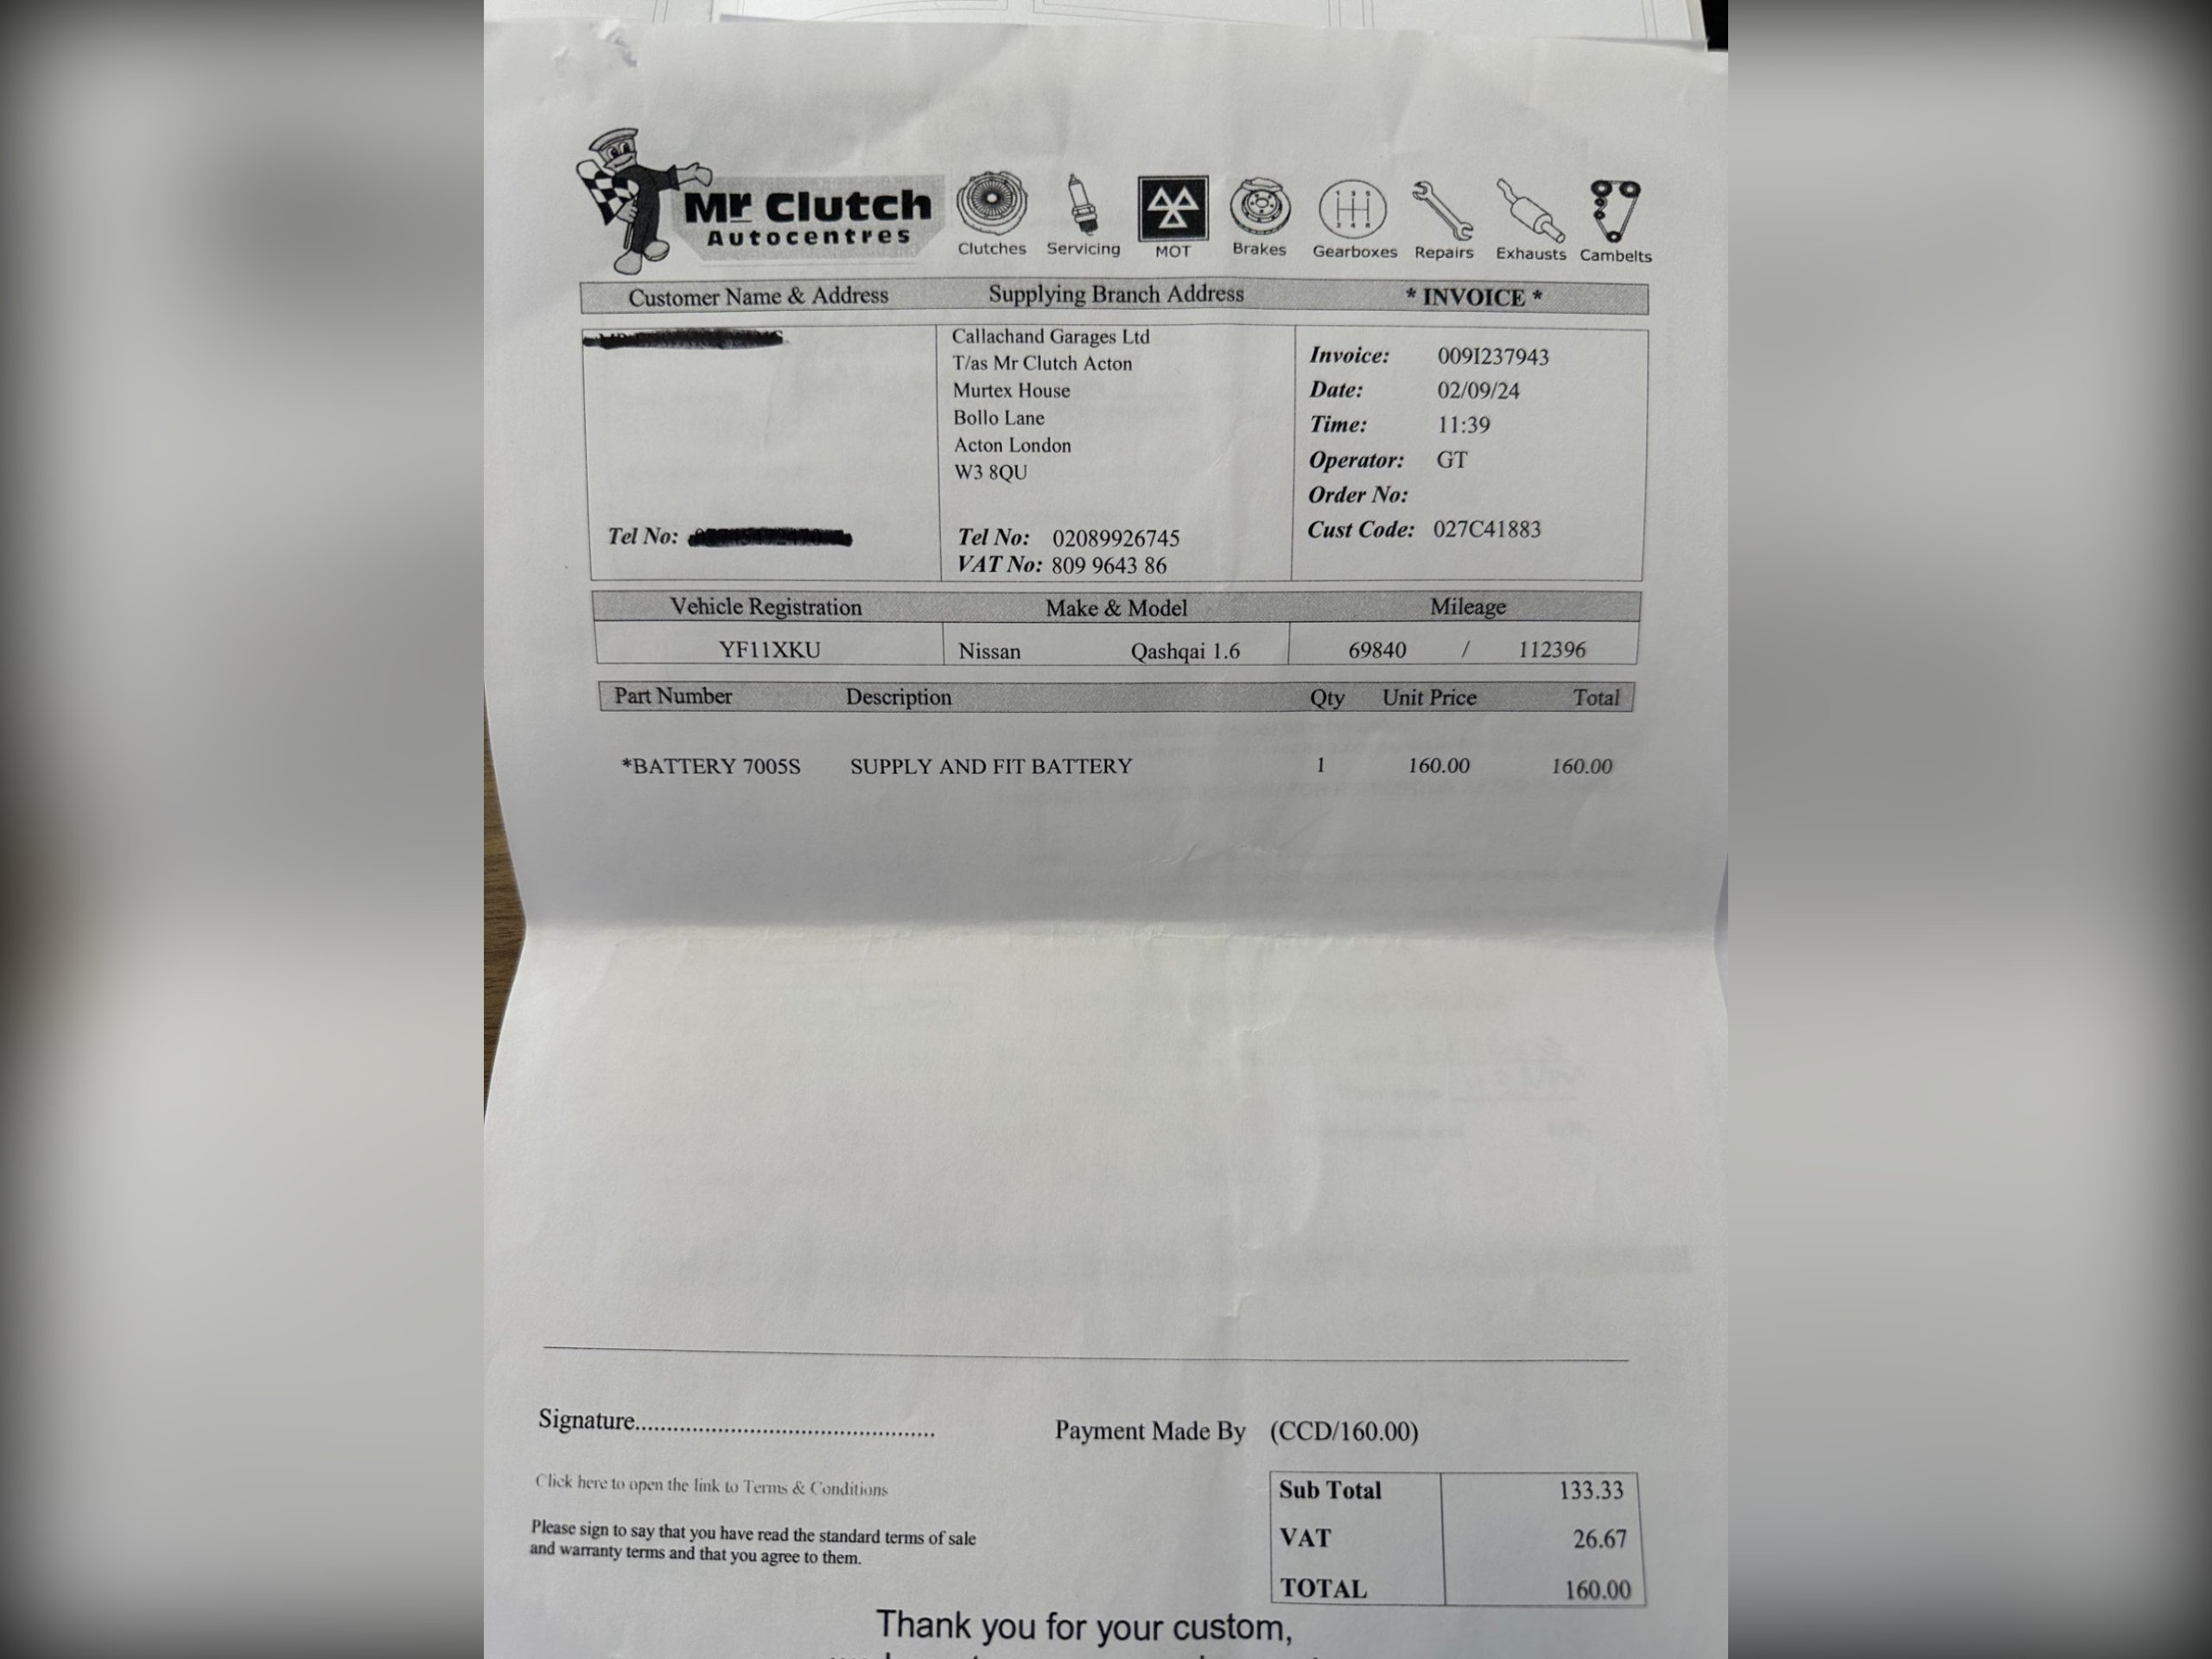 Mr Clutch
Autocentres
Clutches Servicing MOT Brakes Gearboxes Repairs Exhausts Cambelts
Customer Name & Address Supplying Branch Address * INVOICE *
Callachand Garages Ltd
T/as Mr Clutch Acton
Murtex House
Bollo Lane
Acton London
W3 8QU
Tel No:
Tel No: 02089926745
VAT No: 809 9643 86
Invoice: 009I237943
Date: 02/09/24
Time: 11:39
Operator: GT
Order No:
Cust Code: 027C41883
Vehicle Registration Make & Model Mileage
YF11XKU Nissan Qashqai 1.6 69840 / 112396
Part Number Description Qty Unit Price Total
*BATTERY 7005S SUPPLY AND FIT BATTERY 1 160.00 160.00
Signature................................................
Payment Made By (CCD/160.00)
Click here to open the link to Terms & Conditions
Please sign to say that you have read the standard terms of sale
and warranty terms and that you agree to them.
Sub Total 133.33
VAT 26.67
TOTAL 160.00
Thank you for your custom,